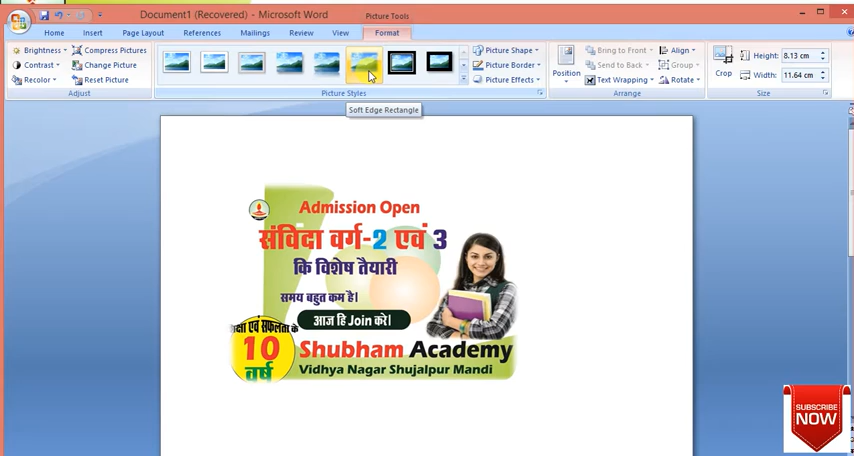 Document1 (Recovered) - Microsoft Word
Picture Tools
Home Insert Page Layout References Mailings Review View Format
Brightness Compress Pictures
Contrast Change Picture
Recolor Reset Picture
Adjust
Picture Styles
Picture Shape
Picture Border
Picture Effects
Position
Bring to Front
Send to Back
Text Wrapping
Align
Group
Rotate
Arrange
Crop
Height: 8.13 cm
Width: 11.64 cm
Size
Soft Edge Rectangle
Admission Open
संविदा वर्ग-2 एवं 3
कि विशेष तैयारी
समय बहुत कम है।
आज हि Join करे।
एवं सफलता के
10
वर्ष
Shubham Academy
Vidhya Nagar Shujalpur Mandi
SUBSCRIBE
NOW